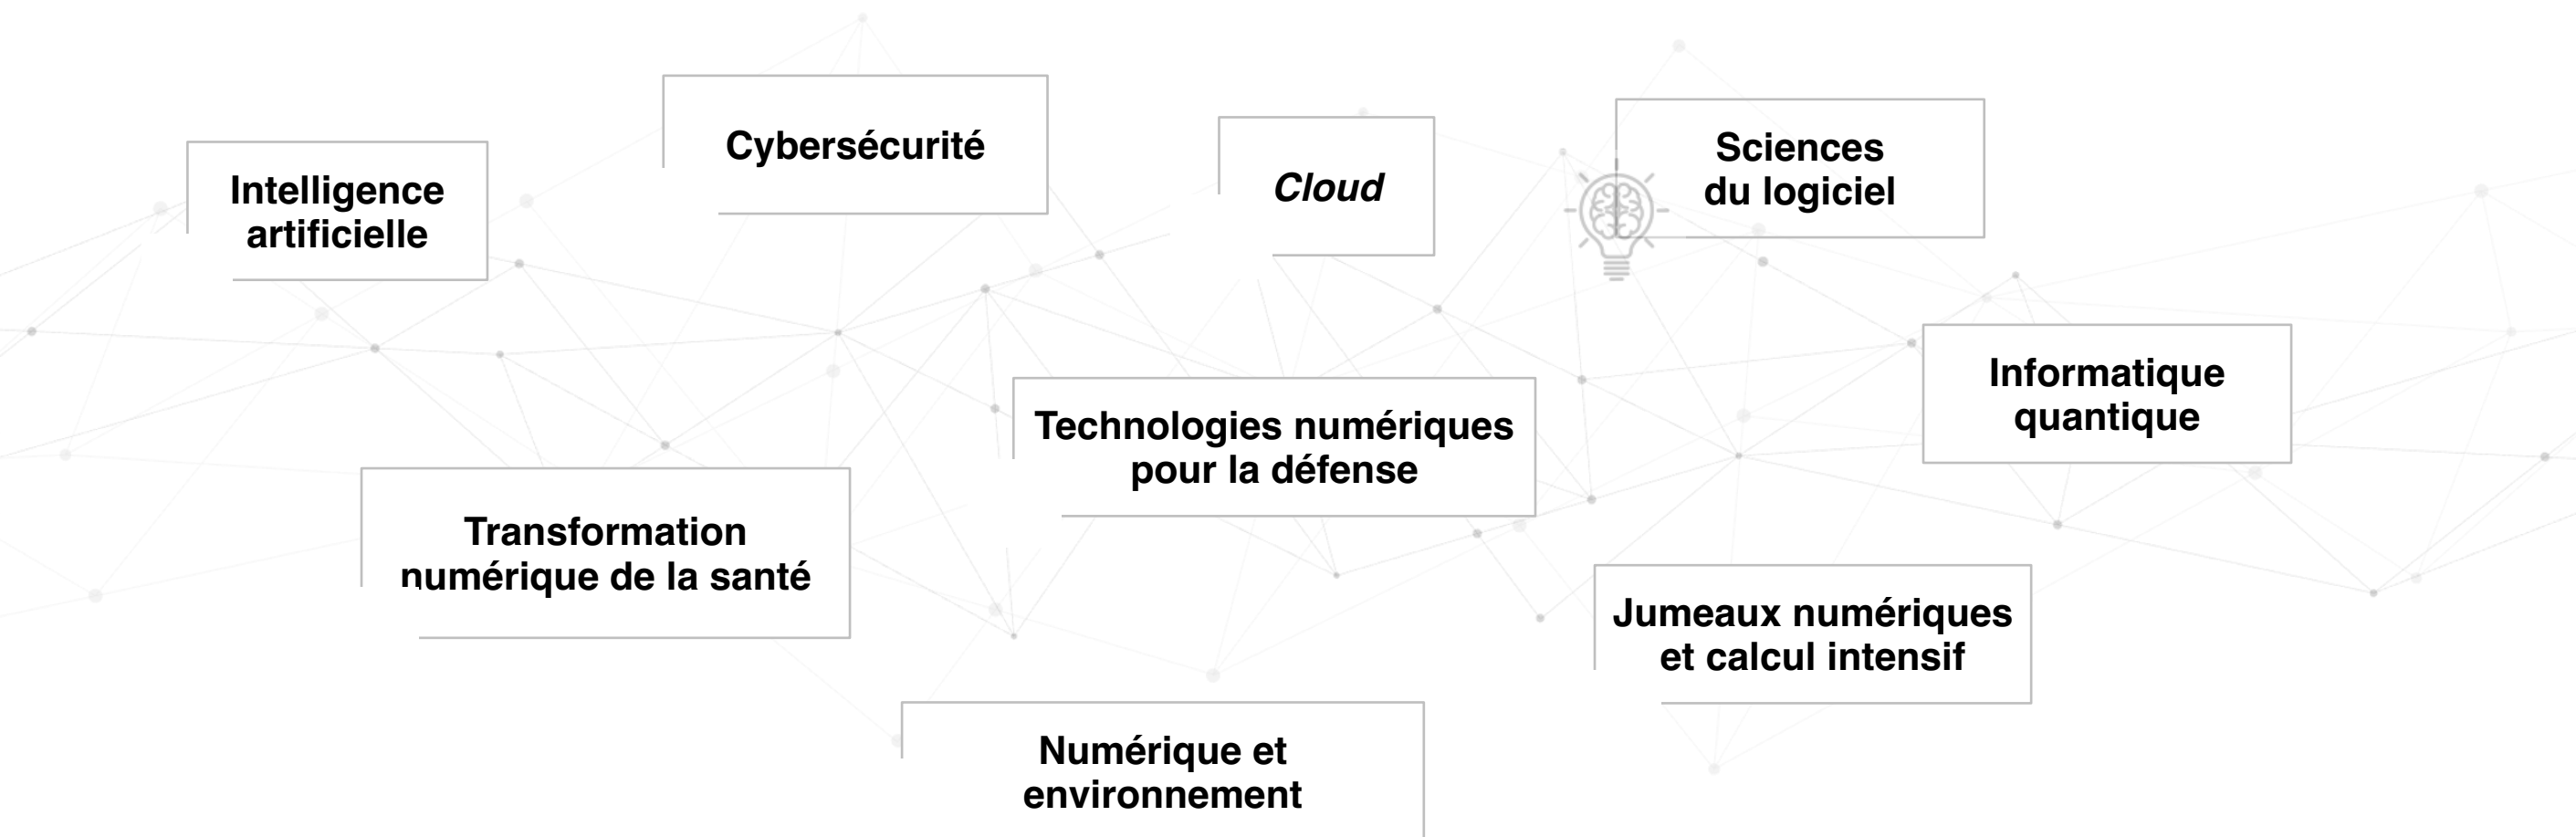 Intelligence
artificielle
Cybersécurité
Cloud
Sciences
du logiciel
Technologies numériques
pour la défense
Informatique
quantique
Transformation
numérique de la santé
Jumeaux numériques
et calcul intensif
Numérique et
environnement